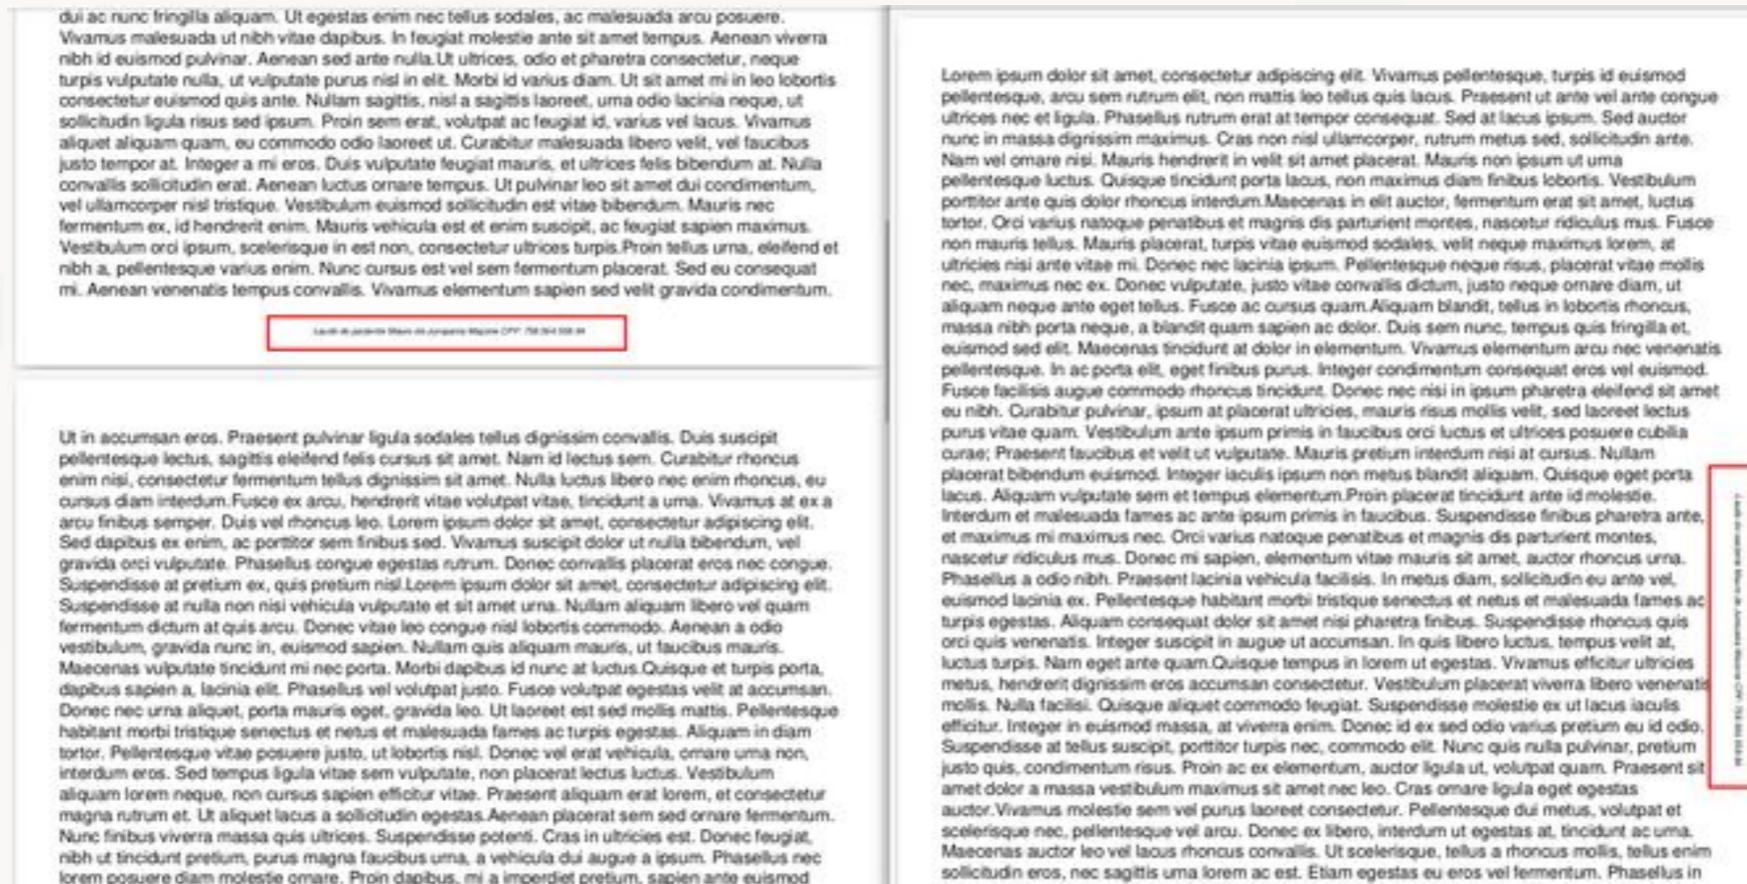 dui ac nunc fringilla aliquam. Ut egestas enim nec tellus sodales, ac malesuada arcu posuere.
Vivamus malesuada ut nibh vitae dapibus. In feugiat molestie ante sit amet tempus. Aenean viverra
nibh id euismod pulvinar. Aenean sed ante nulla.Ut ultrices, odio et pharetra consectetur, neque
turpis vulputate nulla, ut vulputate purus nisl in elit. Morbi id varius diam. Ut sit amet mi in leo lobortis
consectetur euismod quis ante. Nullam sagittis, nisl a sagittis laoreet, urna odio lacinia neque, ut
sollicitudin ligula risus sed ipsum. Proin sem erat, volutpat ac feugiat id, varius vel lacus. Vivamus
aliquet aliquam quam, eu commodo odio laoreet ut. Curabitur malesuada libero velit, vel faucibus
justo tempor at. Integer a mi eros. Duis vulputate feugiat mauris, et ultrices felis bibendum at. Nulla
convallis sollicitudin erat. Aenean luctus ornare tempus. Ut pulvinar leo sit amet dui condimentum,
vel ullamcorper nisl tristique. Vestibulum euismod sollicitudin est vitae bibendum. Mauris nec
fermentum ex, id hendrerit enim. Mauris vehicula est et enim suscipit, ac feugiat sapien maximus.
Vestibulum orci ipsum, scelerisque in est non, consectetur ultrices turpis.Proin tellus urna, eleifend et
nibh a, pellentesque varius enim. Nunc cursus est vel sem fermentum placerat. Sed eu consequat
mi. Aenean venenatis tempus convallis. Vivamus elementum sapien sed velit gravida condimentum.
Ut in accumsan eros. Praesent pulvinar ligula sodales tellus dignissim convallis. Duis suscipit
pellentesque lectus, sagittis eleifend felis cursus sit amet. Nam id lectus sem. Curabitur rhoncus
enim nisi, consectetur fermentum tellus dignissim sit amet. Nulla luctus libero nec enim rhoncus, eu
cursus diam interdum.Fusce ex arcu, hendrerit vitae volutpat vitae, tincidunt a urna. Vivamus at ex a
arcu finibus semper. Duis vel rhoncus leo. Lorem ipsum dolor sit amet, consectetur adipiscing elit.
Sed dapibus ex enim, ac porttitor sem finibus sed. Vivamus suscipit dolor ut nulla bibendum, vel
gravida orci vulputate. Phasellus congue egestas rutrum. Donec convallis placerat eros nec congue.
Suspendisse at pretium ex, quis pretium nisl.Lorem ipsum dolor sit amet, consectetur adipiscing elit.
Suspendisse at nulla non nisi vehicula vulputate et sit amet urna. Nullam aliquam libero vel quam
fermentum dictum at quis arcu. Donec vitae leo congue nisl lobortis commodo. Aenean a odio
vestibulum, gravida nunc in, euismod sapien. Nullam quis aliquam mauris, ut faucibus mauris.
Maecenas vulputate tincidunt mi nec porta. Morbi dapibus id nunc at luctus.Quisque et turpis porta,
dapibus sapien a, lacinia elit. Phasellus vel volutpat justo. Fusce volutpat egestas velit at accumsan.
Donec nec urna aliquet, porta mauris eget, gravida leo. Ut laoreet est sed mollis mattis. Pellentesque
habitant morbi tristique senectus et netus et malesuada fames ac turpis egestas. Aliquam in diam
tortor. Pellentesque vitae posuere justo, ut lobortis nisl. Donec vel erat vehicula, ornare urna non,
interdum eros. Sed tempus ligula vitae sem vulputate, non placerat lectus luctus. Vestibulum
aliquam lorem neque, non cursus sapien efficitur vitae. Praesent aliquam erat lorem, et consectetur
magna rutrum et. Ut aliquet lacus a sollicitudin egestas.Aenean placerat sem sed ornare fermentum.
Nunc finibus viverra massa quis ultrices. Suspendisse potenti. Cras in ultricies est. Donec feugiat,
nibh ut tincidunt pretium, purus magna faucibus urna, a vehicula dui augue a ipsum. Phasellus nec
lorem posuere diam molestie ornare. Proin dapibus, mi a imperdiet pretium, sapien ante euismod
Lorem ipsum dolor sit amet, consectetur adipiscing elit. Vivamus pellentesque, turpis id euismod
pellentesque, arcu sem rutrum elit, non mattis leo tellus quis lacus. Praesent ut ante vel ante congue
ultrices nec et ligula. Phasellus rutrum erat at tempor consequat. Sed at lacus ipsum. Sed auctor
nunc in massa dignissim maximus. Cras non nisl ullamcorper, rutrum metus sed, sollicitudin ante.
Nam vel ornare nisi. Mauris hendrerit in velit sit amet placerat. Mauris non ipsum ut urna
pellentesque luctus. Quisque tincidunt porta lacus, non maximus diam finibus lobortis. Vestibulum
porttitor ante quis dolor rhoncus interdum.Maecenas in elit auctor, fermentum erat sit amet, luctus
tortor. Orci varius natoque penatibus et magnis dis parturient montes, nascetur ridiculus mus. Fusce
non mauris tellus. Mauris placerat, turpis vitae euismod sodales, velit neque maximus lorem, at
ultricies nisi ante vitae mi. Donec nec lacinia ipsum. Pellentesque neque risus, placerat vitae mollis
nec, maximus nec ex. Donec vulputate, justo vitae convallis dictum, justo neque ornare diam, ut
aliquam neque ante eget tellus. Fusce ac cursus quam.Aliquam blandit, tellus in lobortis rhoncus,
massa nibh porta neque, a blandit quam sapien ac dolor. Duis sem nunc, tempus quis fringilla et,
euismod sed elit. Maecenas tincidunt at dolor in elementum. Vivamus elementum arcu nec venenatis
pellentesque. In ac porta elit, eget finibus purus. Integer condimentum consequat eros vel euismod.
Fusce facilisis augue commodo rhoncus tincidunt. Donec nec nisi in ipsum pharetra eleifend sit amet
eu nibh. Curabitur pulvinar, ipsum at placerat ultricies, mauris risus mollis velit, sed laoreet lectus
purus vitae quam. Vestibulum ante ipsum primis in faucibus orci luctus et ultrices posuere cubilia
curae; Praesent faucibus et velit ut vulputate. Mauris pretium interdum nisi at cursus. Nullam
placerat bibendum euismod. Integer iaculis ipsum non metus blandit aliquam. Quisque eget porta
lacus. Aliquam vulputate sem et tempus elementum.Proin placerat tincidunt ante id molestie.
Interdum et malesuada fames ac ante ipsum primis in faucibus. Suspendisse finibus pharetra ante,
et maximus mi maximus nec. Orci varius natoque penatibus et magnis dis parturient montes,
nascetur ridiculus mus. Donec mi sapien, elementum vitae mauris sit amet, auctor rhoncus urna.
Phasellus a odio nibh. Praesent lacinia vehicula facilisis. In metus diam, sollicitudin eu ante vel,
euismod lacinia ex. Pellentesque habitant morbi tristique senectus et netus et malesuada fames ac
turpis egestas. Aliquam consequat dolor sit amet nisi pharetra finibus. Suspendisse rhoncus quis
orci quis venenatis. Integer suscipit in augue ut accumsan. In quis libero luctus, tempus velit at,
luctus turpis. Nam eget ante quam.Quisque tempus in lorem ut egestas. Vivamus efficitur ultricies
metus, hendrerit dignissim eros accumsan consectetur. Vestibulum placerat viverra libero venenatis
mollis. Nulla facilisi. Quisque aliquet commodo feugiat. Suspendisse molestie ex ut lacus iaculis
efficitur. Integer in euismod massa, at viverra enim. Donec id ex sed odio varius pretium eu id odio.
Suspendisse at tellus suscipit, porttitor turpis nec, commodo elit. Nunc quis nulla pulvinar, pretium
justo quis, condimentum risus. Proin ac ex elementum, auctor ligula ut, volutpat quam. Praesent sit
amet dolor a massa vestibulum maximus sit amet nec leo. Cras ornare ligula eget egestas
auctor.Vivamus molestie sem vel purus laoreet consectetur. Pellentesque dui metus, volutpat et
scelerisque nec, pellentesque vel arcu. Donec ex libero, interdum ut egestas at, tincidunt ac urna.
Maecenas auctor leo vel lacus rhoncus convallis. Ut scelerisque, tellus a rhoncus mollis, tellus enim
sollicitudin eros, nec sagittis urna lorem ac est. Etiam egestas eu eros vel fermentum. Phasellus in